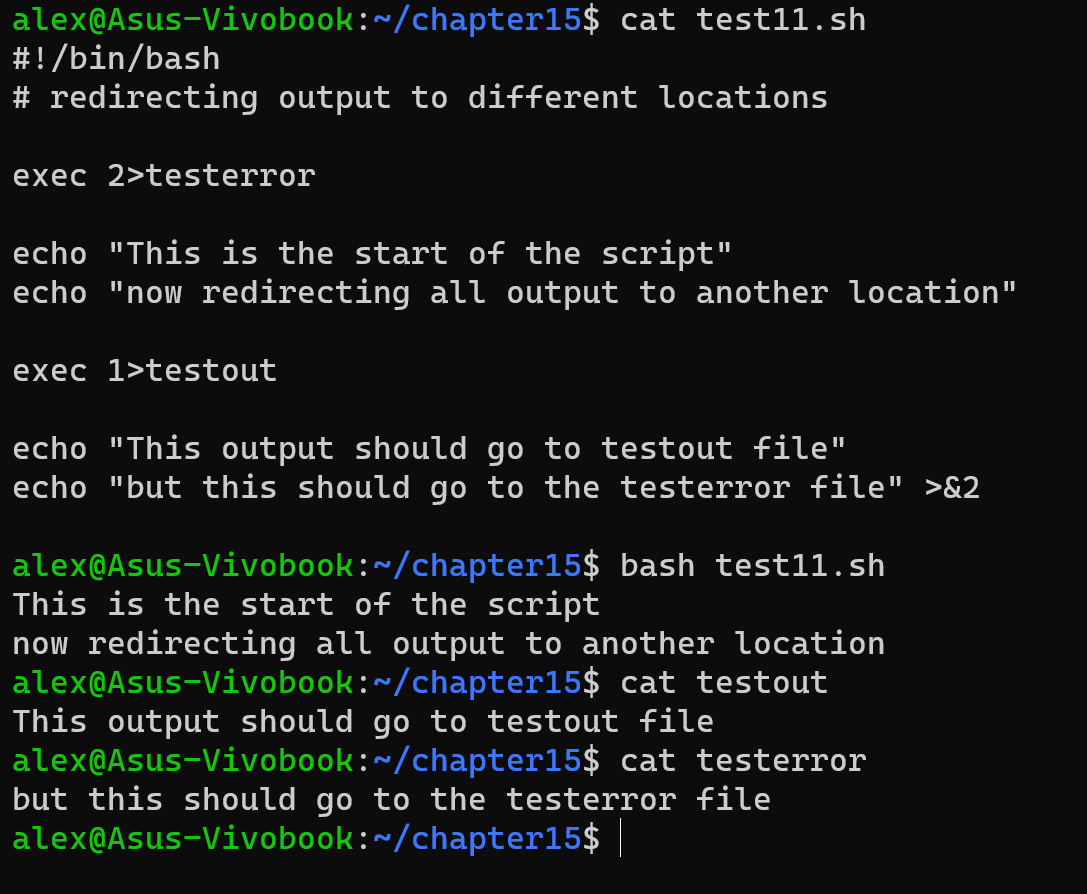 alex@Asus-Vivobook:~/chapter15$ cat test11.sh
#!/bin/bash
# redirecting output to different locations
exec 2>testerror
echo "This is the start of the script"
echo "now redirecting all output to another location"
exec 1>testout
echo "This output should go to testout file"
echo "but this should go to the testerror file" >&2
alex@Asus-Vivobook:~/chapter15$ bash test11.sh
This is the start of the script
now redirecting all output to another location
alex@Asus-Vivobook:~/chapter15$ cat testout
This output should go to testout file
alex@Asus-Vivobook:~/chapter15$ cat testerror
but this should go to the testerror file
alex@Asus-Vivobook:~/chapter15$